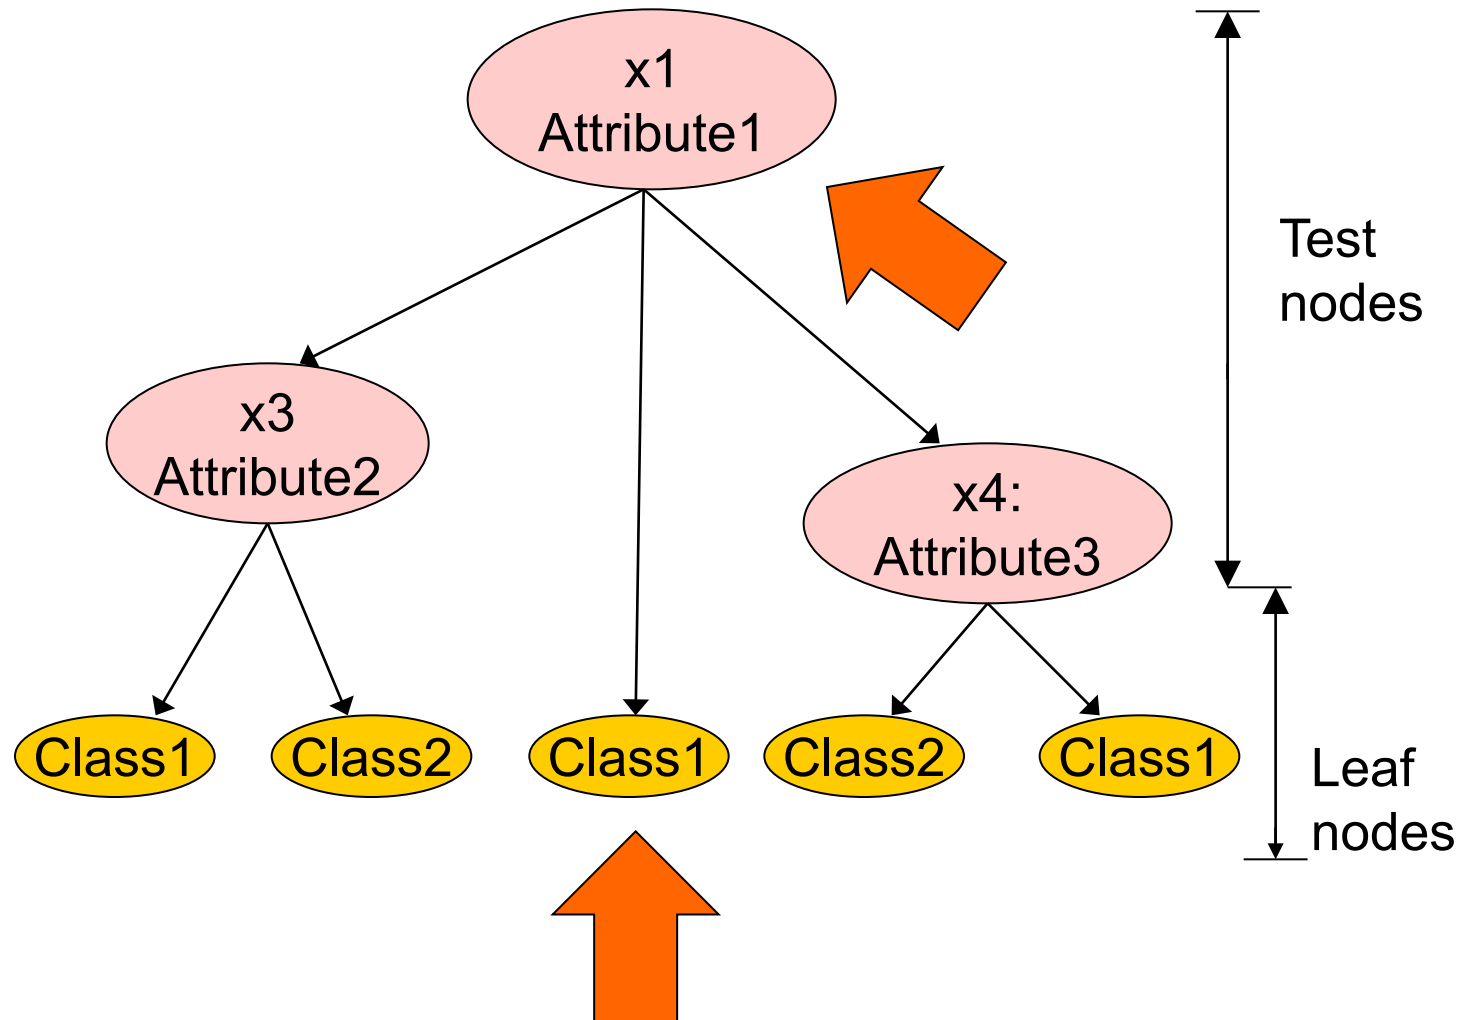 x1
Attribute1
Test
nodes
x3
Attribute2
x4:
Attribute3
Class1
Class2
Class1
Class2
Class1
Leaf
nodes